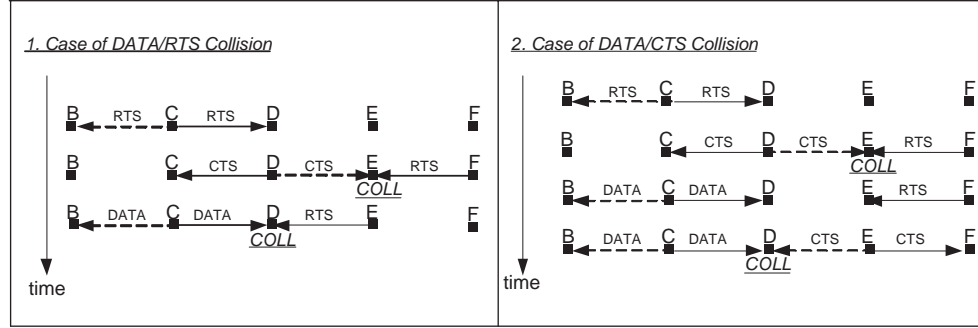 1. Case of DATA/RTS Collision
B RTS C RTS D E F
B C CTS D CTS E RTS F
COLL
B DATA C DATA D RTS E F
COLL
time
2. Case of DATA/CTS Collision
B RTS C RTS D E F
B C CTS D CTS E RTS F
COLL
B DATA C DATA D E RTS F
B DATA C DATA D CTS E CTS F
COLL
time